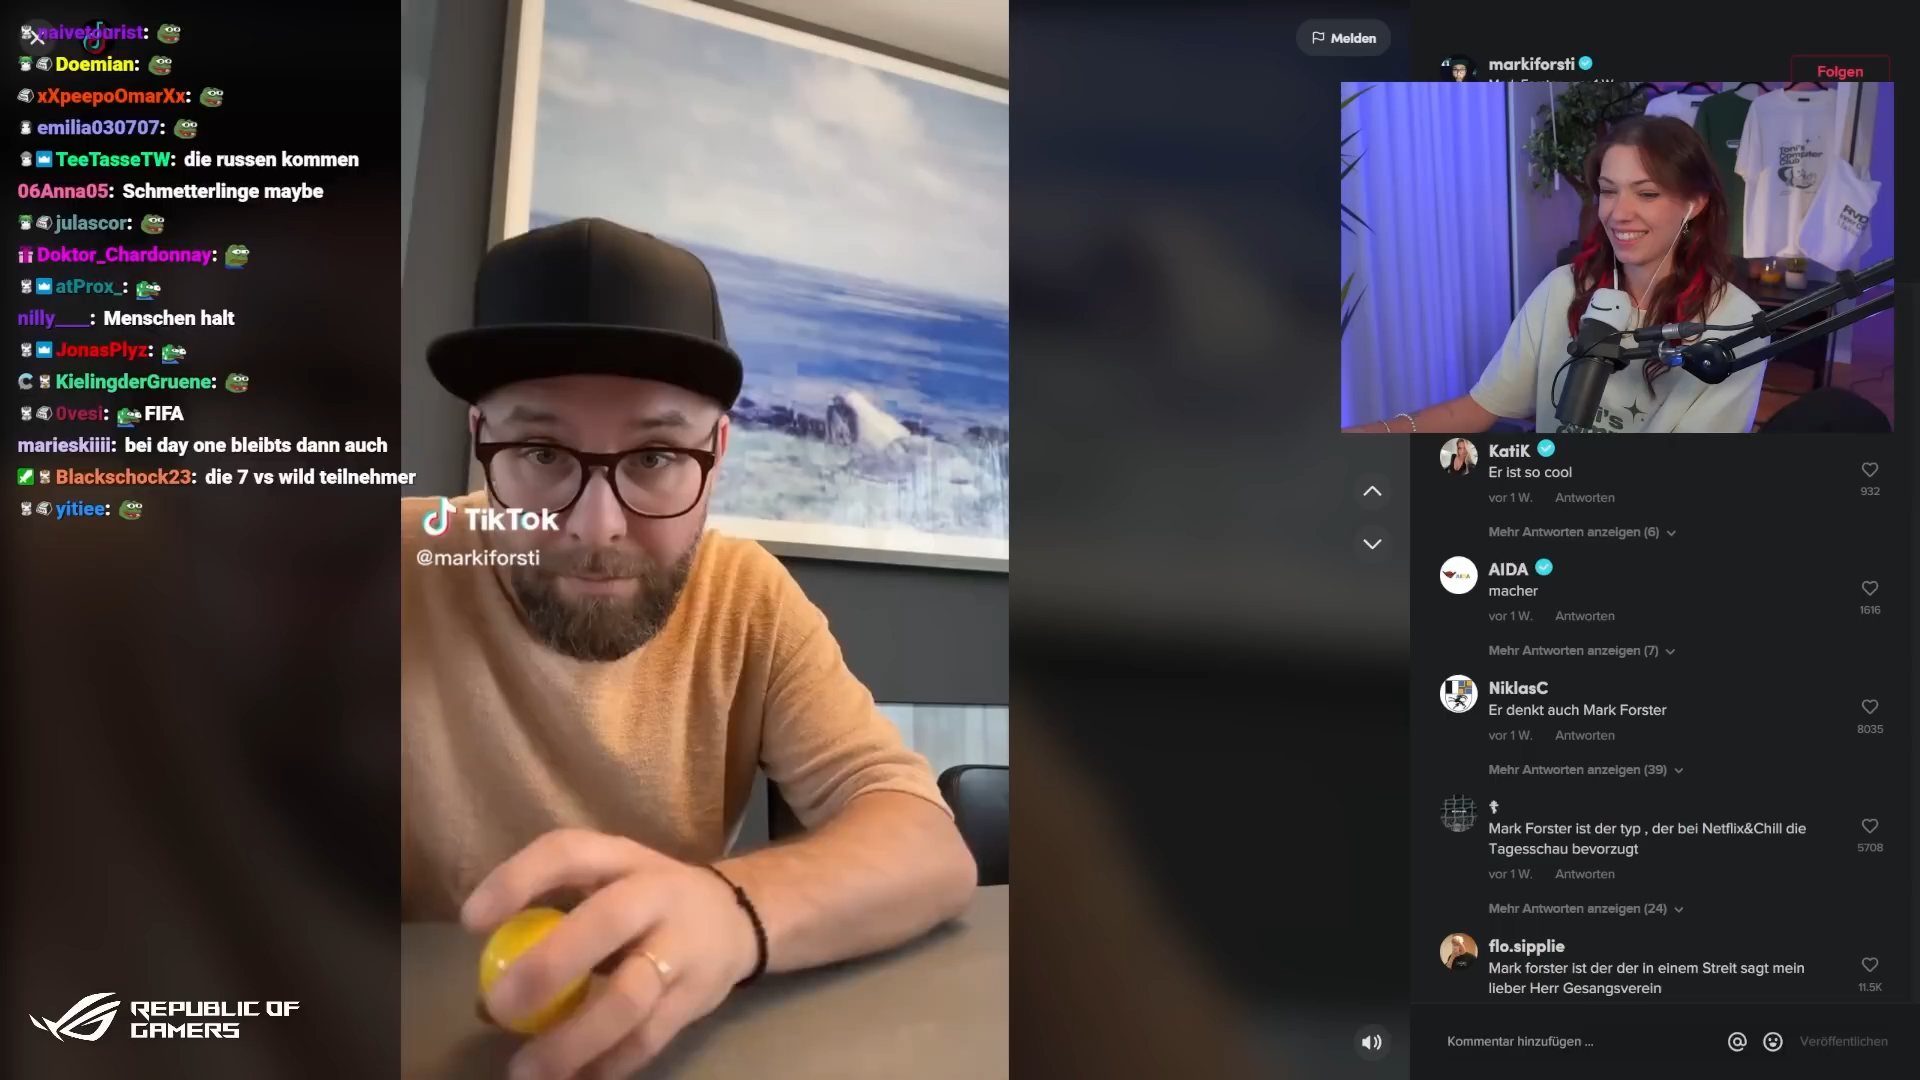 naivetourist:
Doemian:
xXpeepoOmarXx:
emilia030707:
TeeTasseTW: die russen kommen
06Anna05: Schmetterlinge maybe
julascor:
Doktor_Chardonnay:
atProx_:
nilly___: Menschen halt
JonasPlyz:
KielingderGruene:
0vesi: FIFA
marieskiiii: bei day one bleibts dann auch
Blackschock23: die 7 vs wild teilnehmer
yitiee:
TikTok
@markiforsti
REPUBLIC OF
GAMERS
Melden
markiforsti
Folgen
Toni's
Computer
Club
KatiK
Er ist so cool
932
vor 1 W. Antworten
Mehr Antworten anzeigen (6)
AIDA
macher
1616
vor 1 W. Antworten
Mehr Antworten anzeigen (7)
NiklasC
Er denkt auch Mark Forster
8035
vor 1 W. Antworten
Mehr Antworten anzeigen (39)
Mark Forster ist der typ , der bei Netflix&Chill die
Tagesschau bevorzugt
5708
vor 1 W. Antworten
Mehr Antworten anzeigen (24)
flo.sipplie
Mark forster ist der der in einem Streit sagt mein
lieber Herr Gesangsverein
11.5K
Kommentar hinzufügen ...
Veröffentlichen